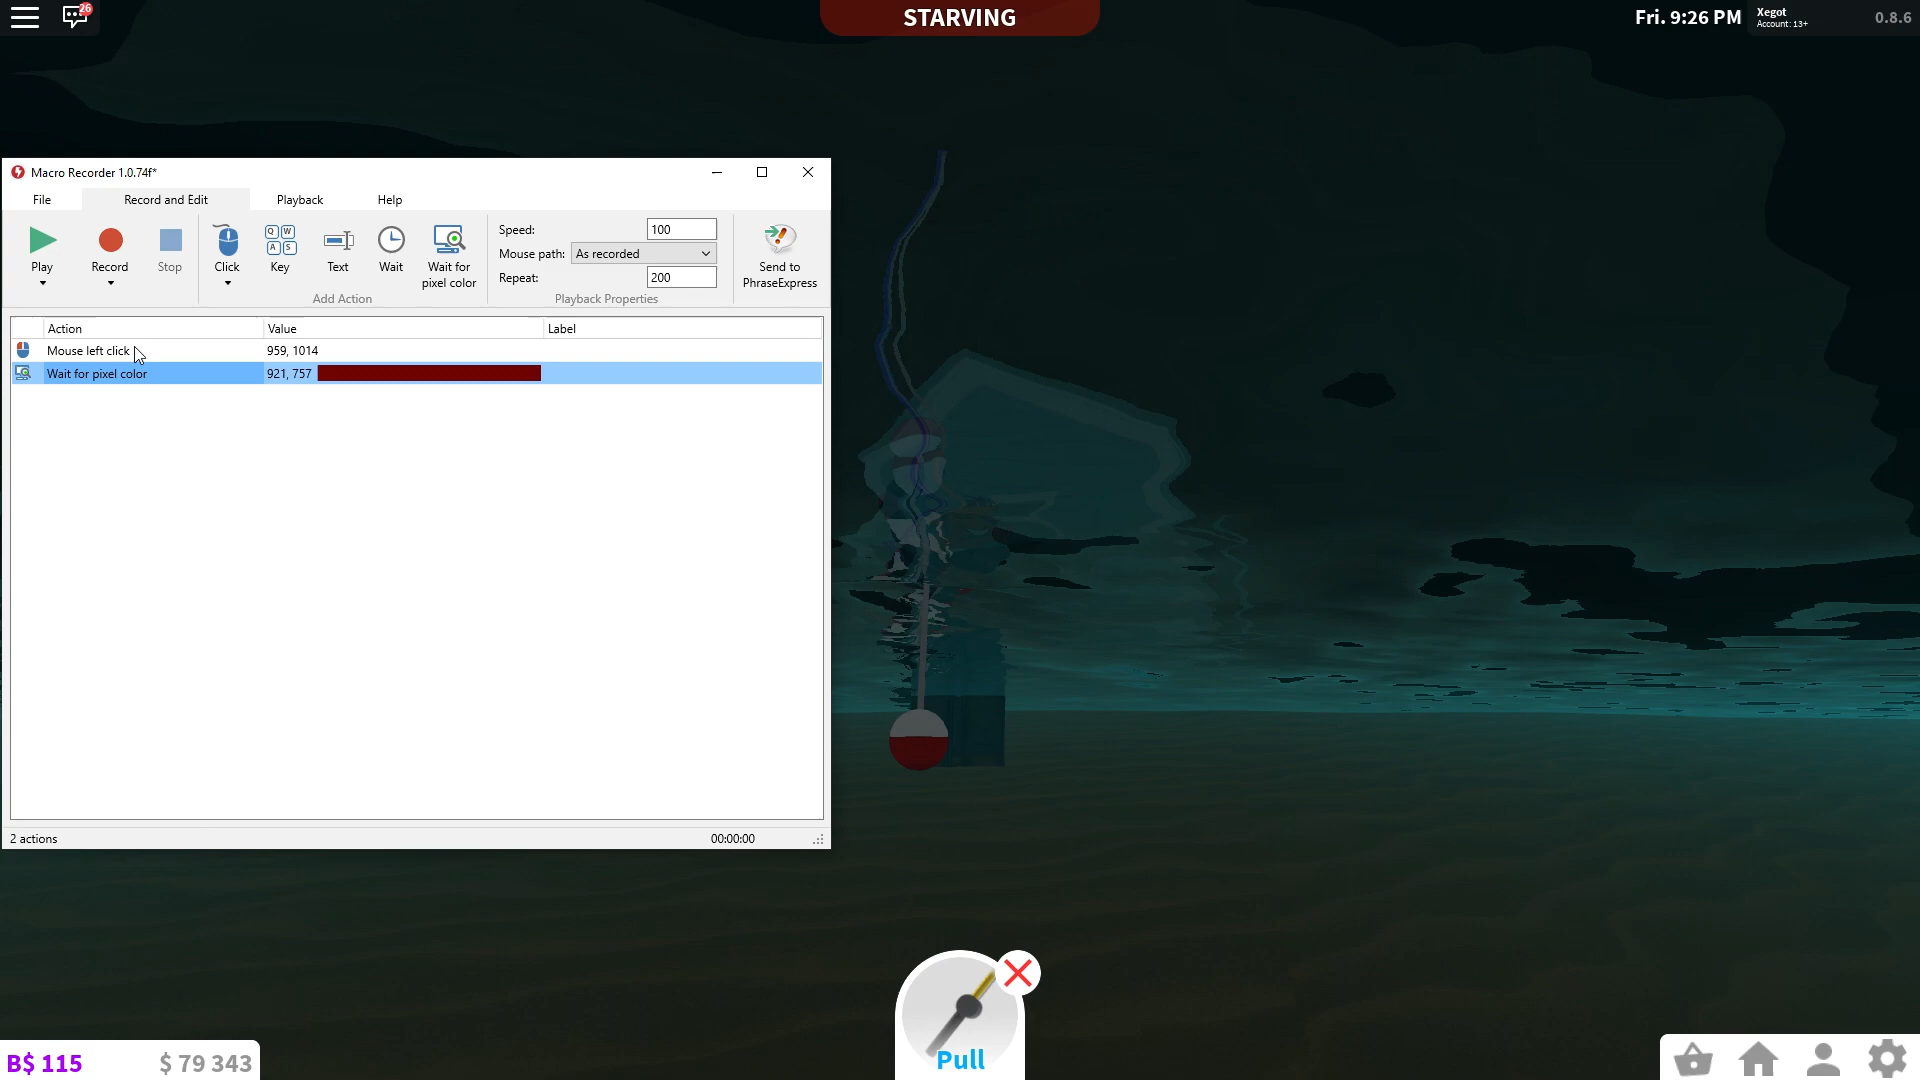 26
STARVING
Fri. 9:26 PM
Xegot
Account: 13+
0.8.6
Macro Recorder 1.0.74f*
File
Record and Edit
Playback
Help
Play
Record
Stop
Click
Q W
A S
Key
Text
Wait
Wait for
pixel color
Add Action
Speed:
100
Mouse path:
As recorded
Repeat:
200
Playback Properties
Send to
PhraseExpress
Action
Value
Label
Mouse left click
959, 1014
Wait for pixel color
921, 757
2 actions
00:00:00
Pull
B$ 115
$ 79 343